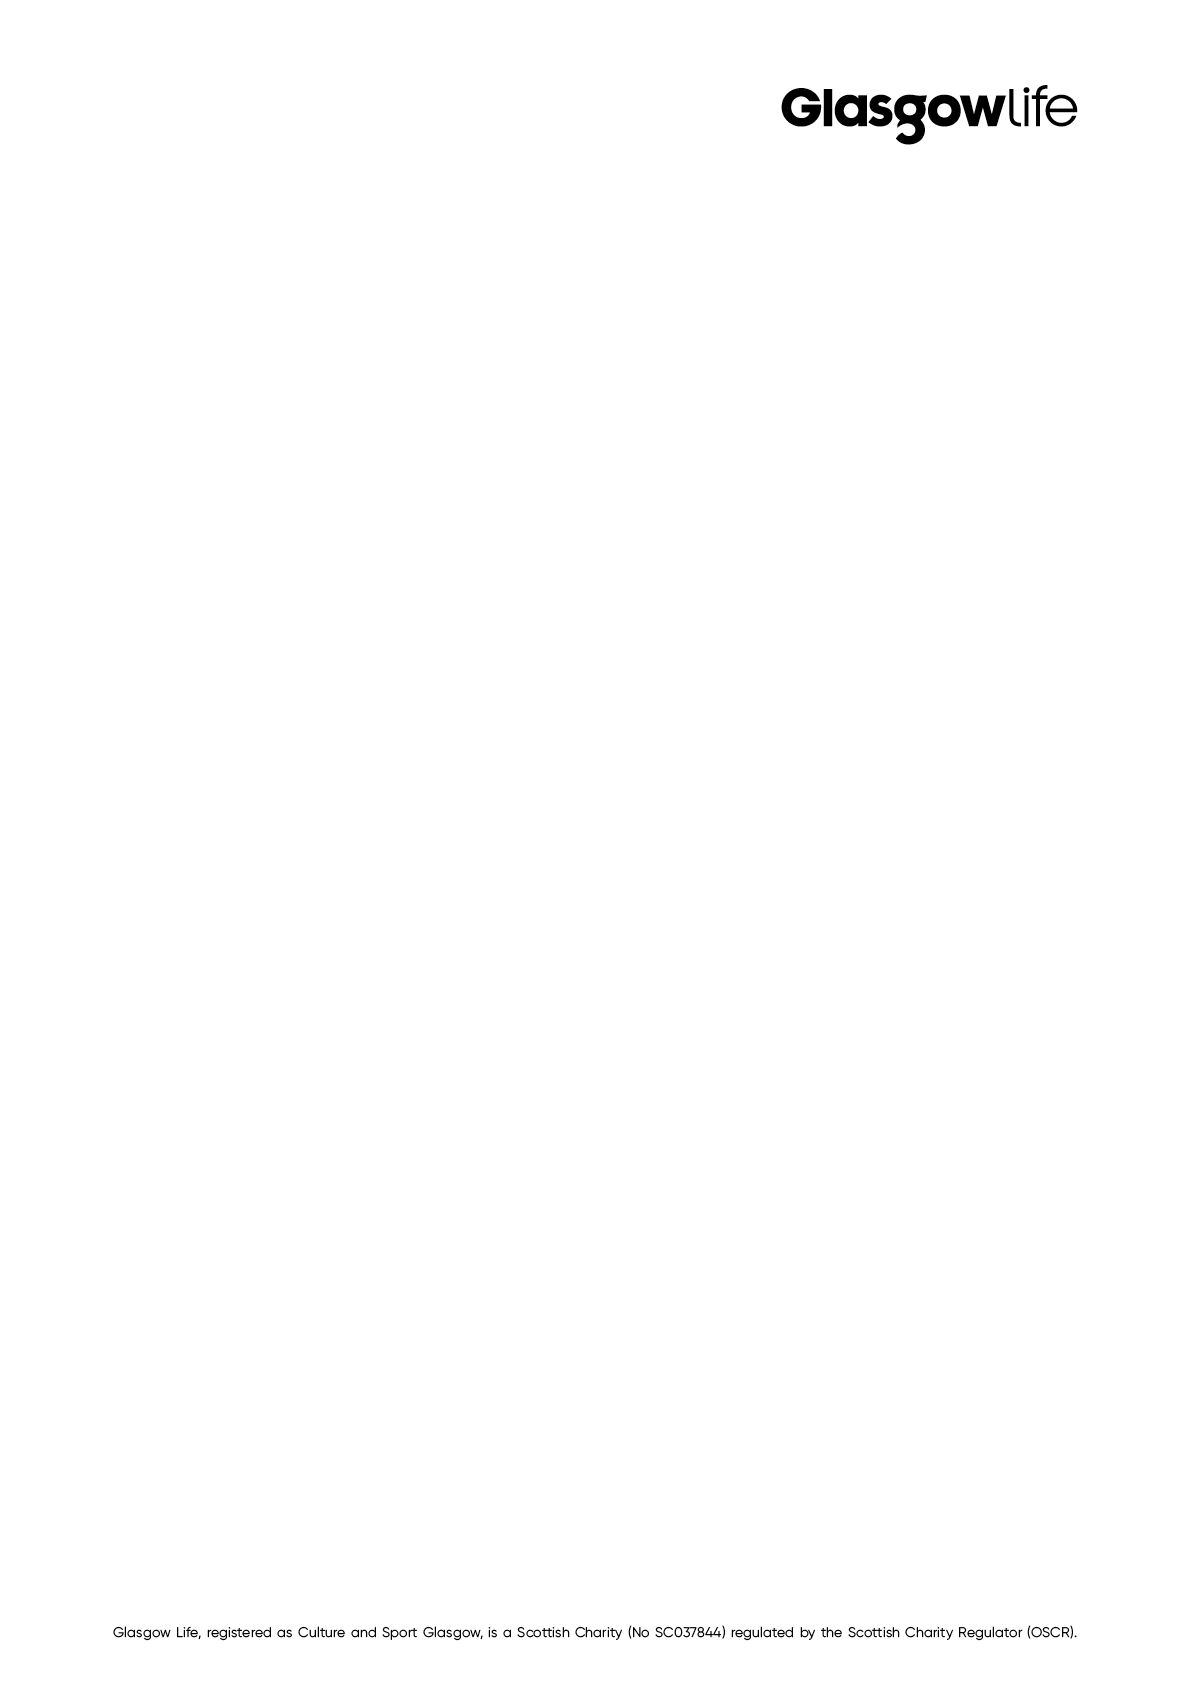 Glasgowlife
Glasgow Life, registered as Culture and Sport Glasgow, is a Scottish Charity (No SC037844) regulated by the Scottish Charity Regulator (OSCR).